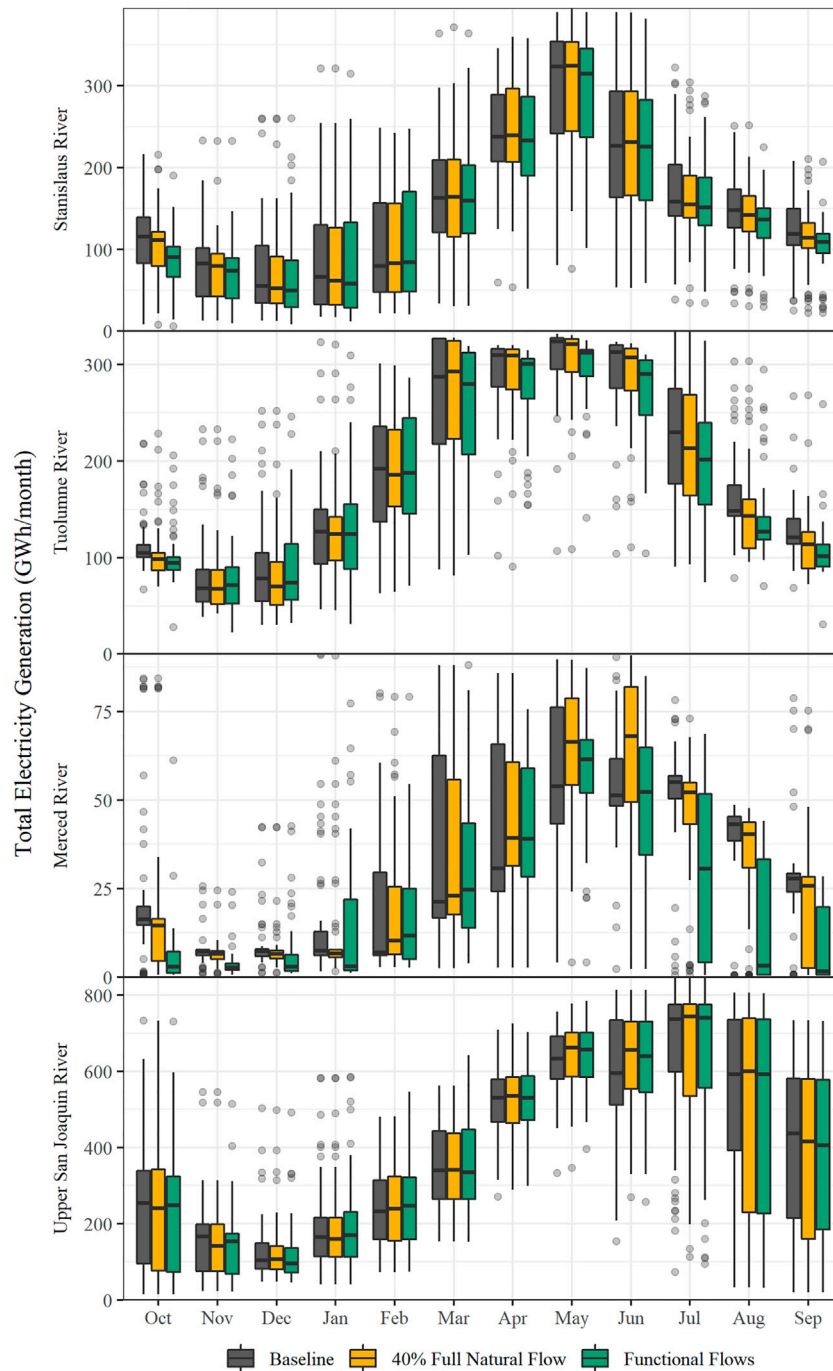 Total Electricity Generation (GWh/month)
Stanislaus River
300
200
100
0
Tuolumne River
300
200
100
0
Merced River
75
50
25
0
Upper San Joaquin River
800
600
400
200
0
Oct Nov Dec Jan Feb Mar Apr May Jun Jul Aug Sep
Baseline 40% Full Natural Flow Functional Flows